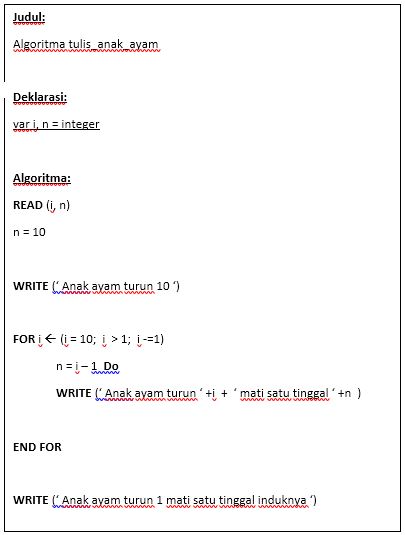 Judul:
Algoritma tulis_anak_ayam
Deklarasi:
var i, n = integer
Algoritma:
READ (i, n)
n = 10
WRITE (‘ Anak ayam turun 10 ‘)
FOR i ← (i = 10;  i  > 1;  i -=1)
n = i – 1  Do
WRITE (‘ Anak ayam turun ‘ +i  +  ‘ mati satu tinggal ‘ +n  )
END FOR
WRITE (‘ Anak ayam turun 1 mati satu tinggal induknya ‘)